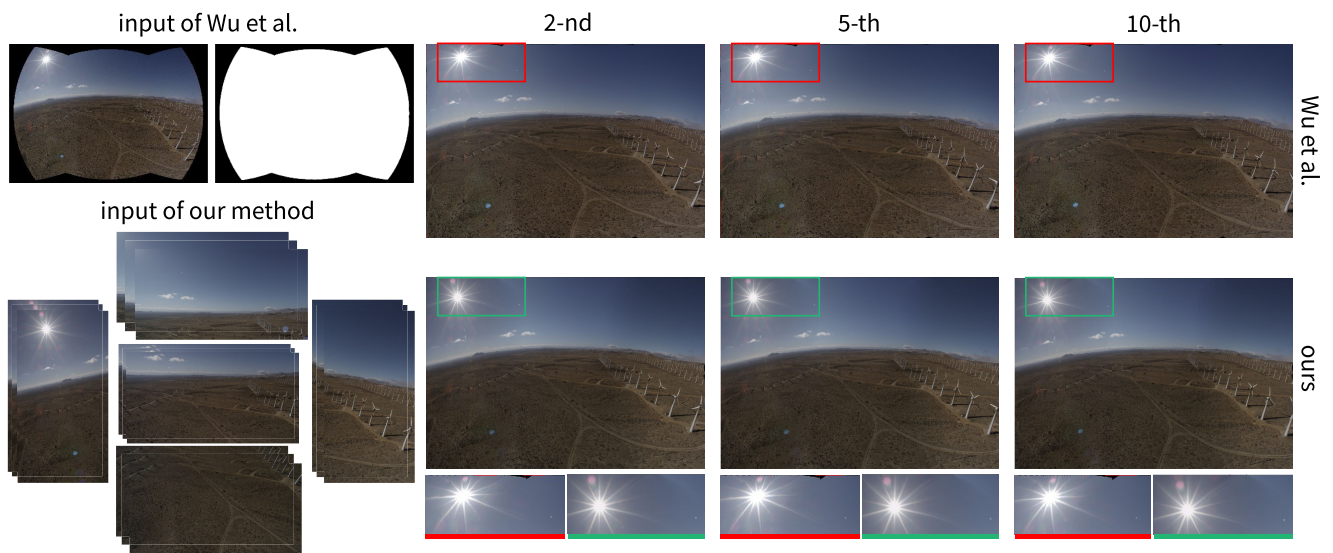 input of Wu et al.
2-nd
5-th
10-th
Wu et al.
input of our method
ours